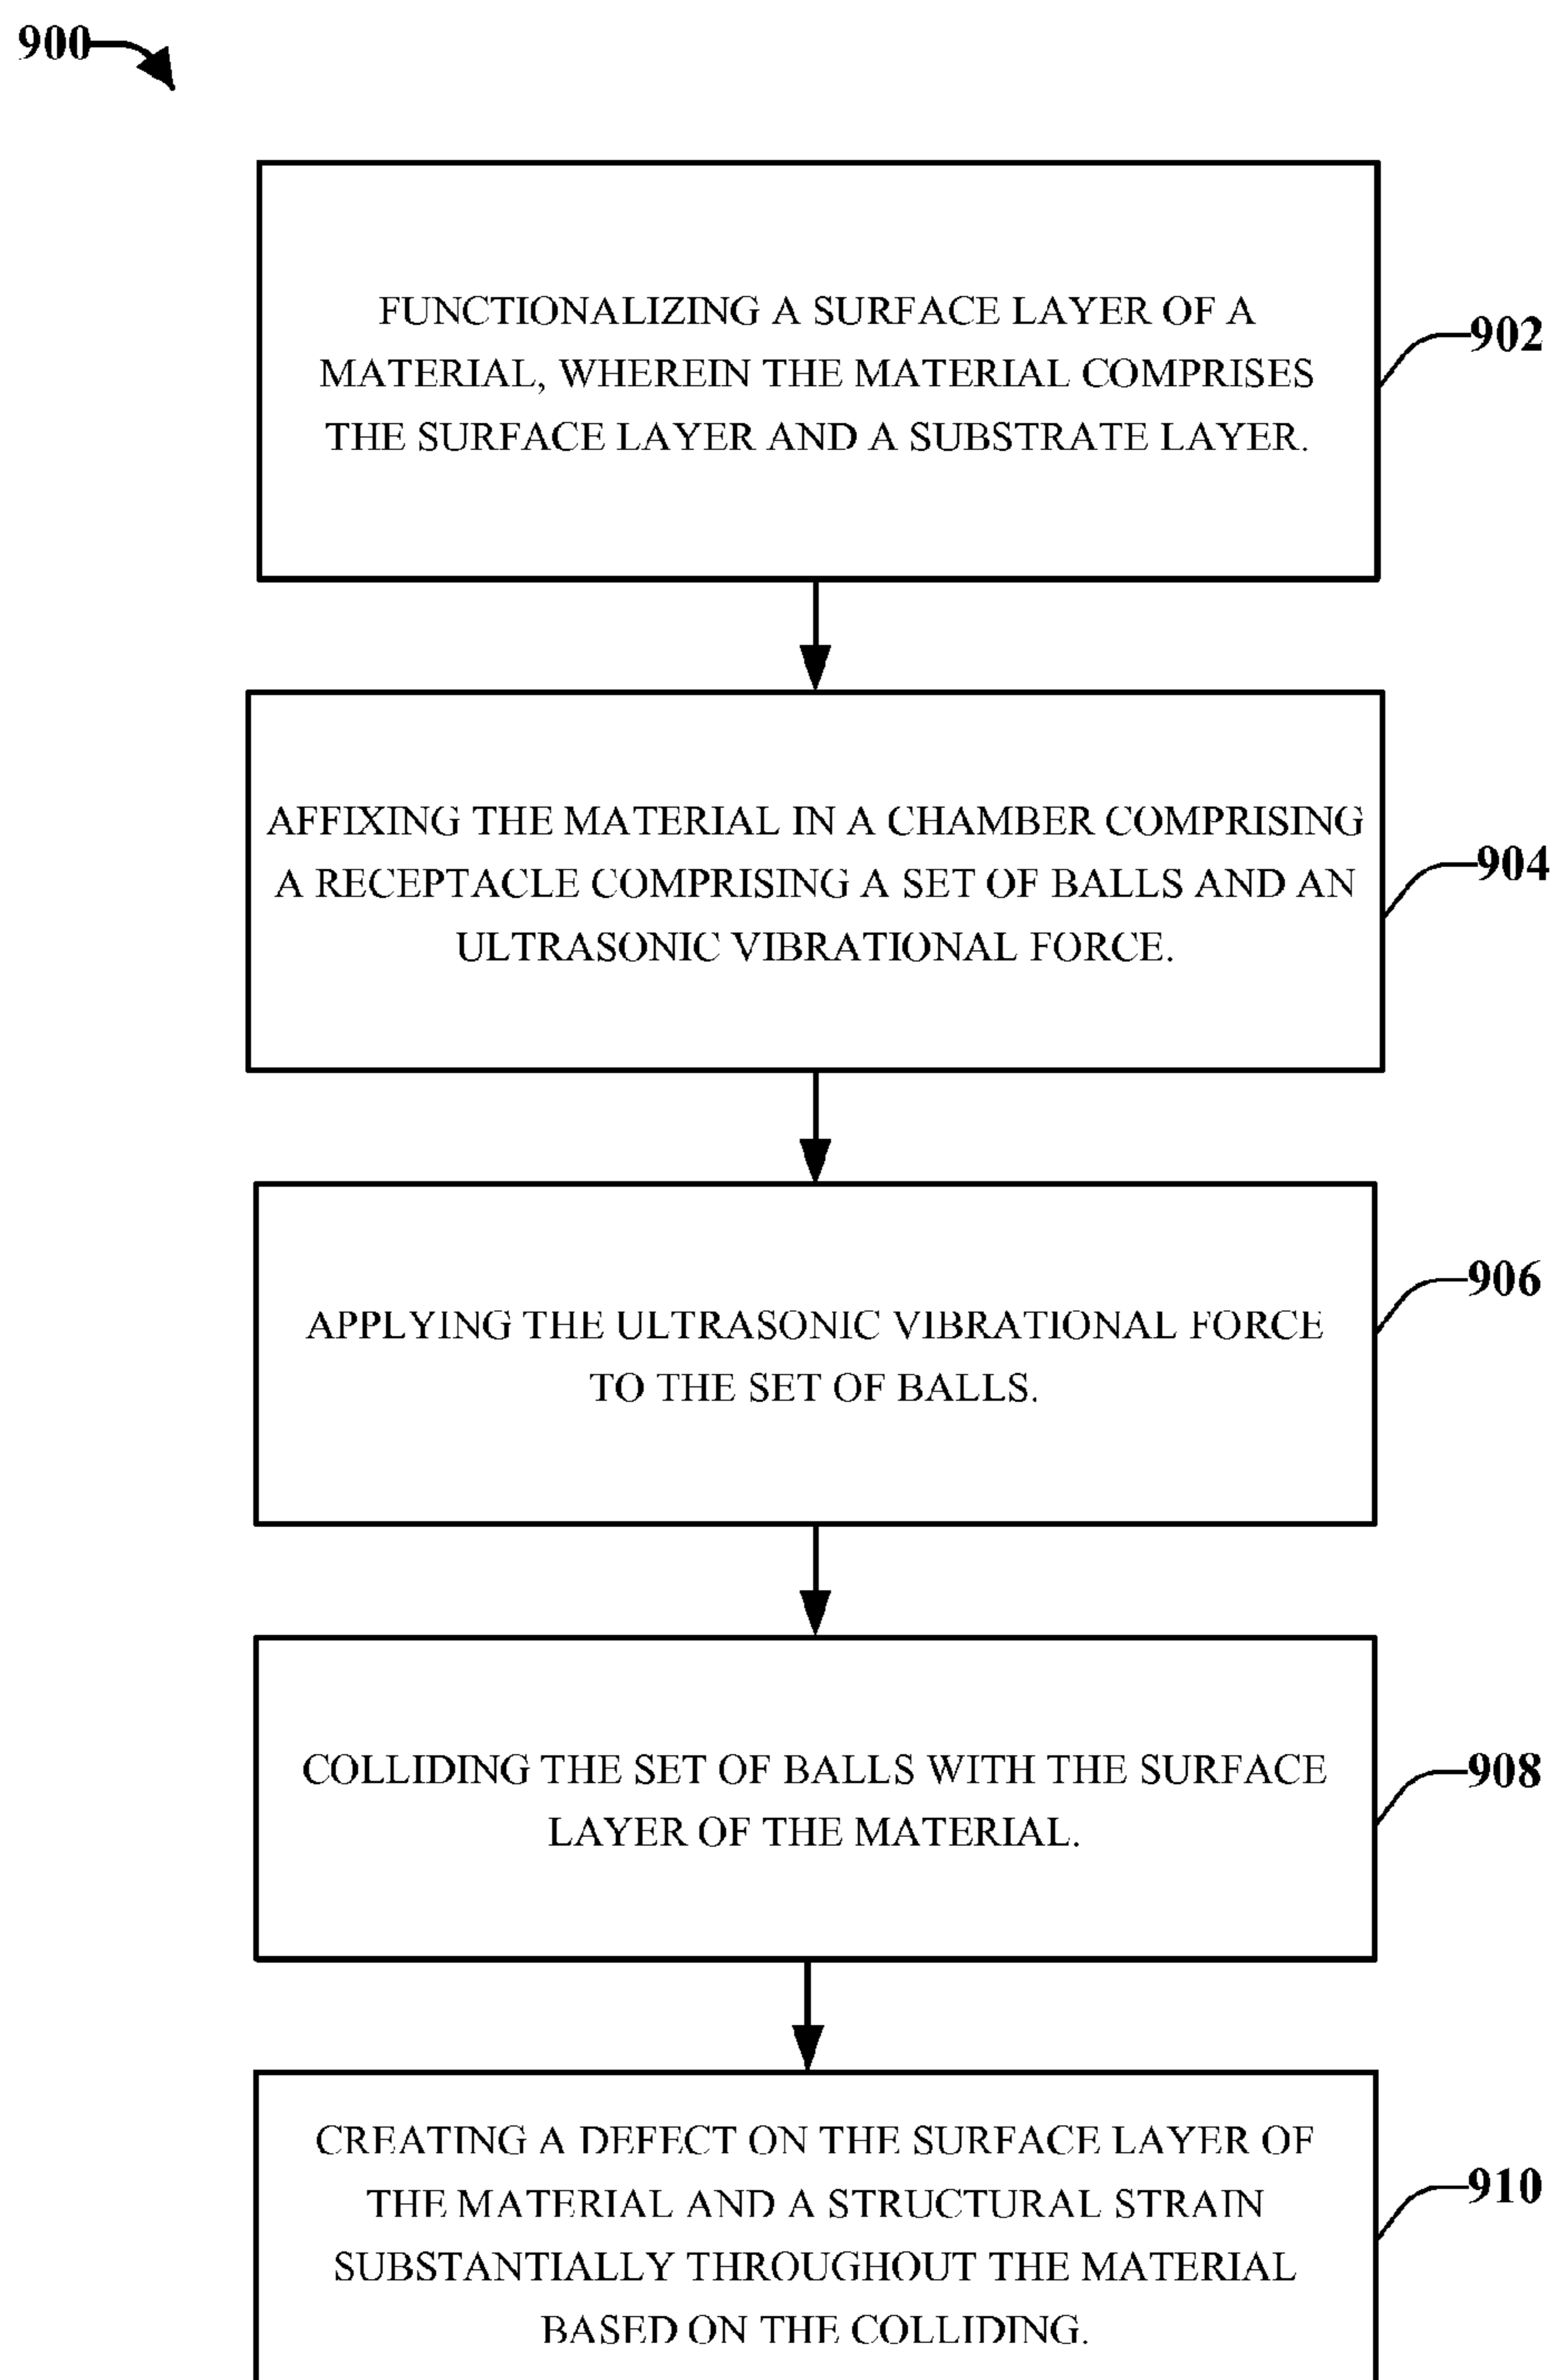 900
FUNCTIONALIZING A SURFACE LAYER OF A
MATERIAL, WHEREIN THE MATERIAL COMPRISES
THE SURFACE LAYER AND A SUBSTRATE LAYER.
902
AFFIXING THE MATERIAL IN A CHAMBER COMPRISING
A RECEPTACLE COMPRISING A SET OF BALLS AND AN
ULTRASONIC VIBRATIONAL FORCE.
904
APPLYING THE ULTRASONIC VIBRATIONAL FORCE
TO THE SET OF BALLS.
906
COLLIDING THE SET OF BALLS WITH THE SURFACE
LAYER OF THE MATERIAL.
908
CREATING A DEFECT ON THE SURFACE LAYER OF
THE MATERIAL AND A STRUCTURAL STRAIN
SUBSTANTIALLY THROUGHOUT THE MATERIAL
BASED ON THE COLLIDING.
910